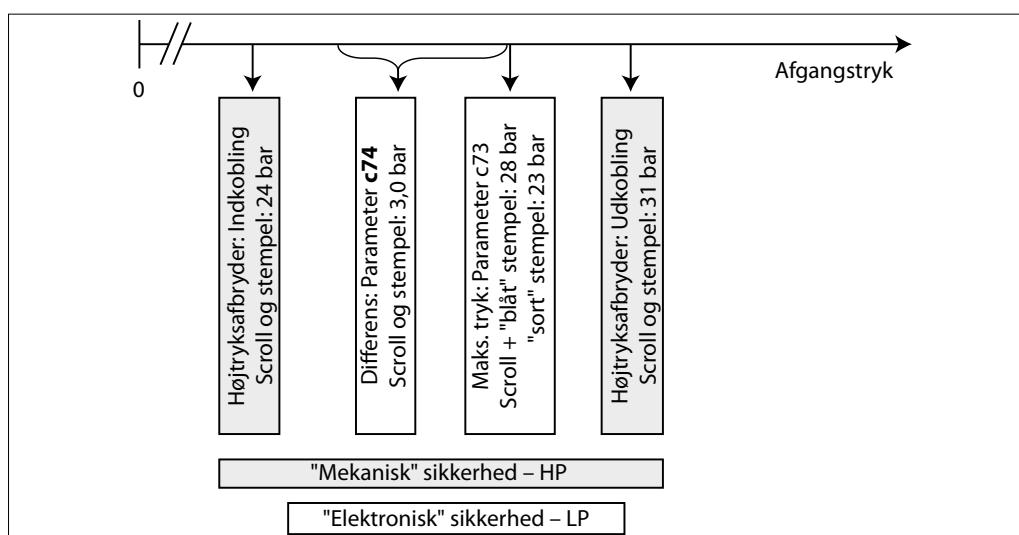 0
Afgangstryk
Højtryksafbryder: Indkobling
Scroll og stempel: 24 bar
Differens: Parameter c74
Scroll og stempel: 3,0 bar
Maks. tryk: Parameter c73
Scroll + "blåt" stempel: 28 bar
"sort" stempel: 23 bar
Højtryksafbryder: Udkobling
Scroll og stempel: 31 bar
"Mekanisk" sikkerhed – HP
"Elektronisk" sikkerhed – LP